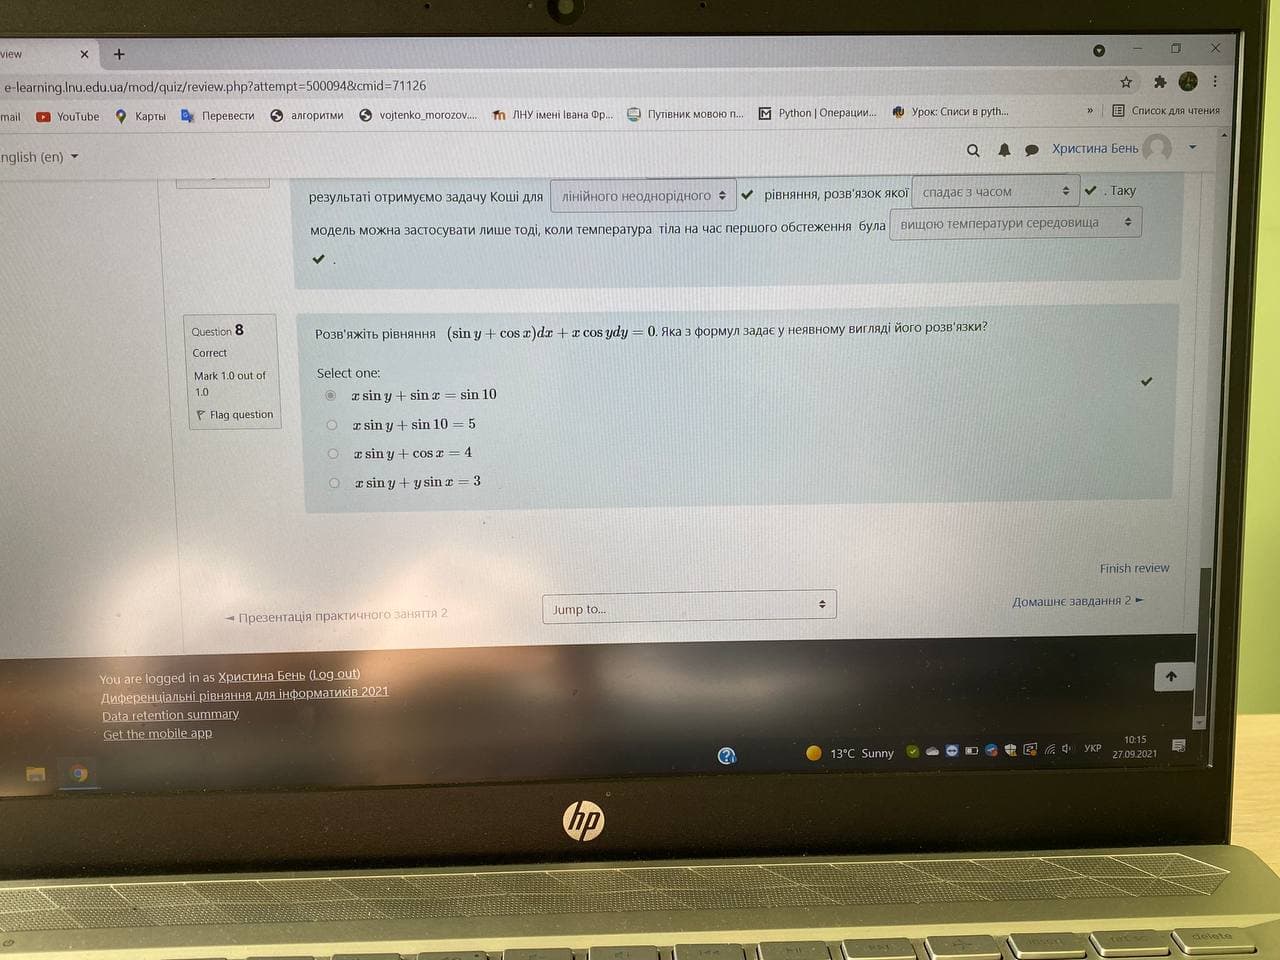 view
e-learning.lnu.edu.ua/mod/quiz/review.php?attempt=500094&cmid=71126
mail YouTube Карты Перевести алгоритми vojtenko_morozov.... ЛНУ імені Івана Фр... Путівник мовою п... Python | Операции... Урок: Списи в pyth... » Список для чтения
nglish (en) Христина Бень
результаті отримуємо задачу Коші для лінійного неоднорідного рівняння, розв'язок якої спадає з часом . Таку
модель можна застосувати лише тоді, коли температура тіла на час першого обстеження була вищою температури середовища
.
Question 8
Correct
Mark 1.0 out of
1.0
Flag question
Розв'яжіть рівняння (sin y + cos x)dx + x cos ydy = 0. Яка з формул задає у неявному вигляді його розв'язки?
Select one:
x sin y + sin x = sin 10
x sin y + sin 10 = 5
x sin y + cos x = 4
x sin y + y sin x = 3
Finish review
◄ Презентація практичного заняття 2
Jump to...
Домашнє завдання 2 ►
You are logged in as Христина Бень (Log out)
Диференціальні рівняння для інформатиків 2021
Data retention summary
Get the mobile app
13°C Sunny УКР 10:15
27.09.2021
hp
insert
delete